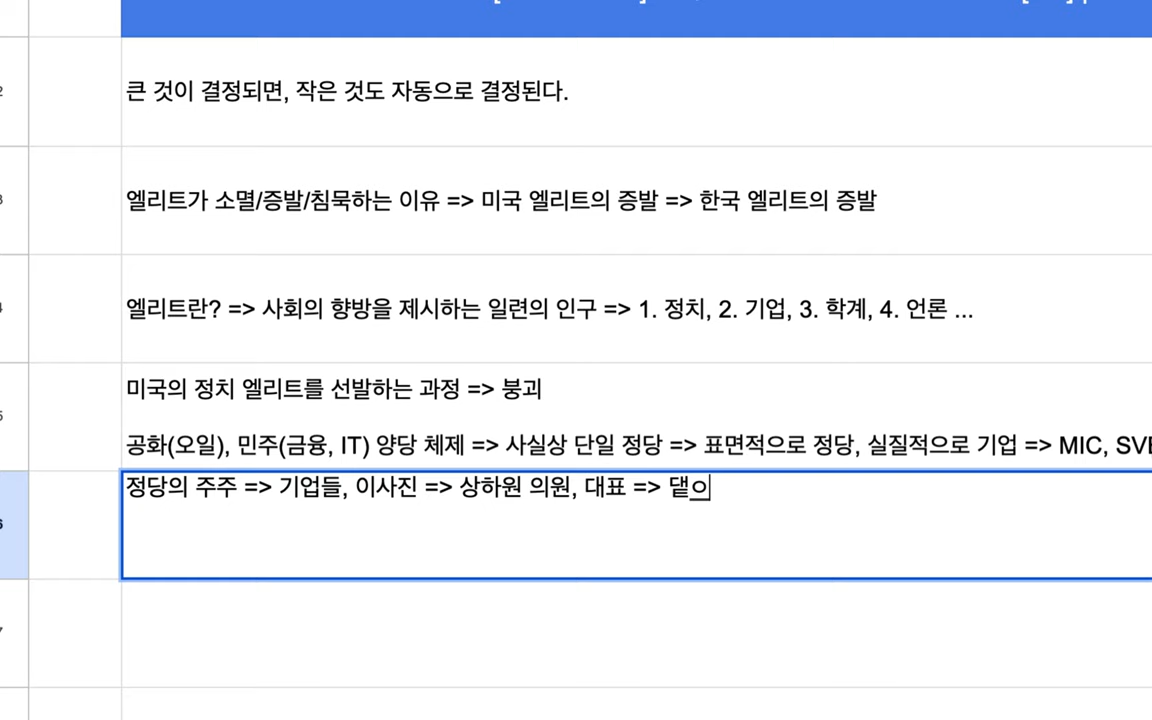 큰 것이 결정되면, 작은 것도 자동으로 결정된다.
엘리트가 소멸/증발/침묵하는 이유 => 미국 엘리트의 증발 => 한국 엘리트의 증발
엘리트란? => 사회의 향방을 제시하는 일련의 인구 => 1. 정치, 2. 기업, 3. 학계, 4. 언론 ...
미국의 정치 엘리트를 선발하는 과정 => 붕괴
공화(오일), 민주(금융, IT) 양당 체제 => 사실상 단일 정당 => 표면적으로 정당, 실질적으로 기업 => MIC,
정당의 주주 => 기업들, 이사진 => 상하원 의원, 대표 => 댙ㅇ